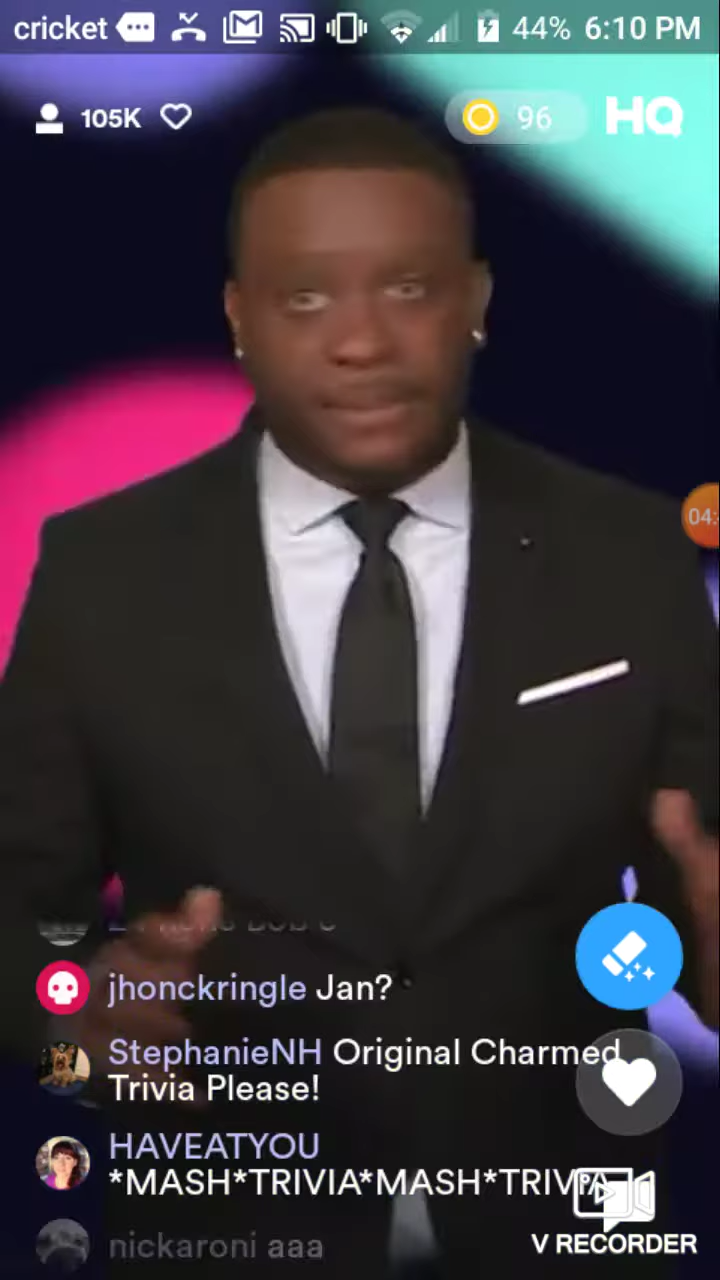 cricket 44% 6:10 PM
105K 96 HQ
04:
jhonckringle Jan?
StephanieNH Original Charmed
Trivia Please!
HAVEATYOU
*MASH*TRIVIA*MASH*TRIVIA
nickaroni aaa
V RECORDER